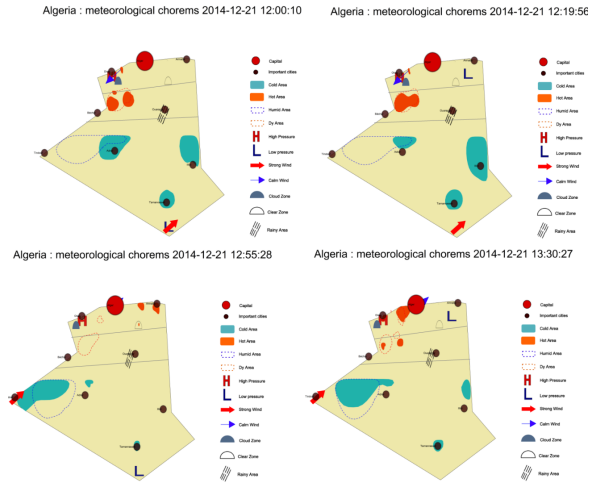 Algeria : meteorological chorems 2014-12-21 12:00:10
Capital
Important cities
Cold Area
Hot Area
Humid Area
Dy Area
High Pressure
Low pressure
Strong Wind
Calm Wind
Cloud Zone
Clear Zone
Rainy Area
H
L
Algeria : meteorological chorems 2014-12-21 12:19:56
Capital
Important cities
Cold Area
Hot Area
Humid Area
Dy Area
High Pressure
Low pressure
Strong Wind
Calm Wind
Cloud Zone
Clear Zone
Rainy Area
H
L
Algeria : meteorological chorems 2014-12-21 12:55:28
Capital
Important cities
Cold Area
Hot Area
Humid Area
Dy Area
High Pressure
Low pressure
Strong Wind
Calm Wind
Cloud Zone
Clear Zone
Rainy Area
H
L
Algeria : meteorological chorems 2014-12-21 13:30:27
Capital
Important cities
Cold Area
Hot Area
Humid Area
Dy Area
High Pressure
Low pressure
Strong Wind
Calm Wind
Cloud Zone
Clear Zone
Rainy Area
H
L